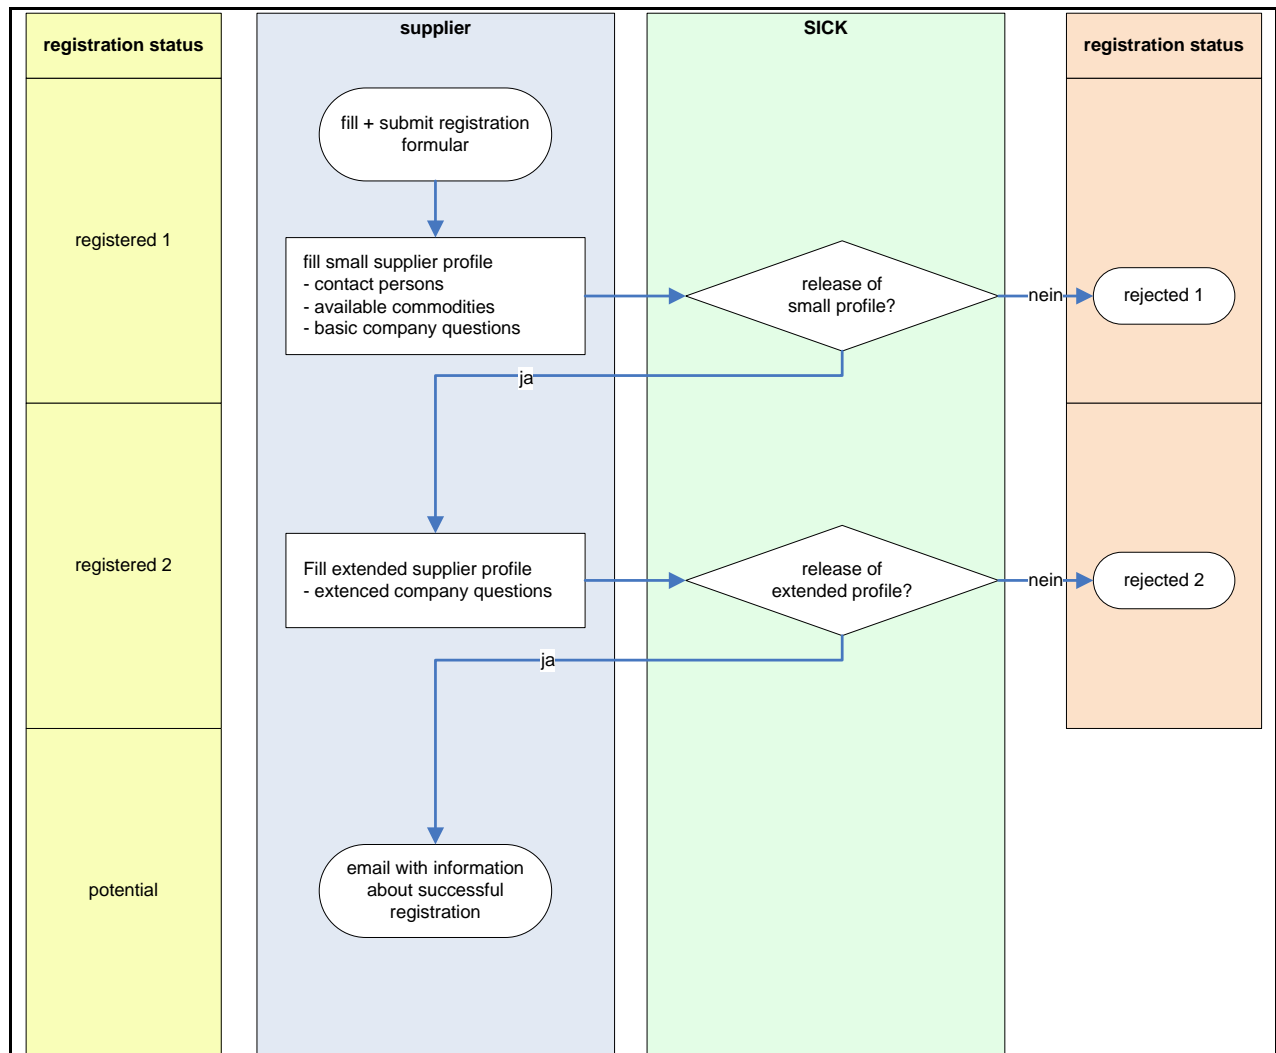 registration status
supplier
SICK
registration status
fill + submit registration
formular
registered 1
fill small supplier profile
- contact persons
- available commodities
- basic company questions
release of
small profile?
nein
rejected 1
ja
registered 2
Fill extended supplier profile
- extenced company questions
release of
extended profile?
nein
rejected 2
ja
potential
email with information
about successful
registration